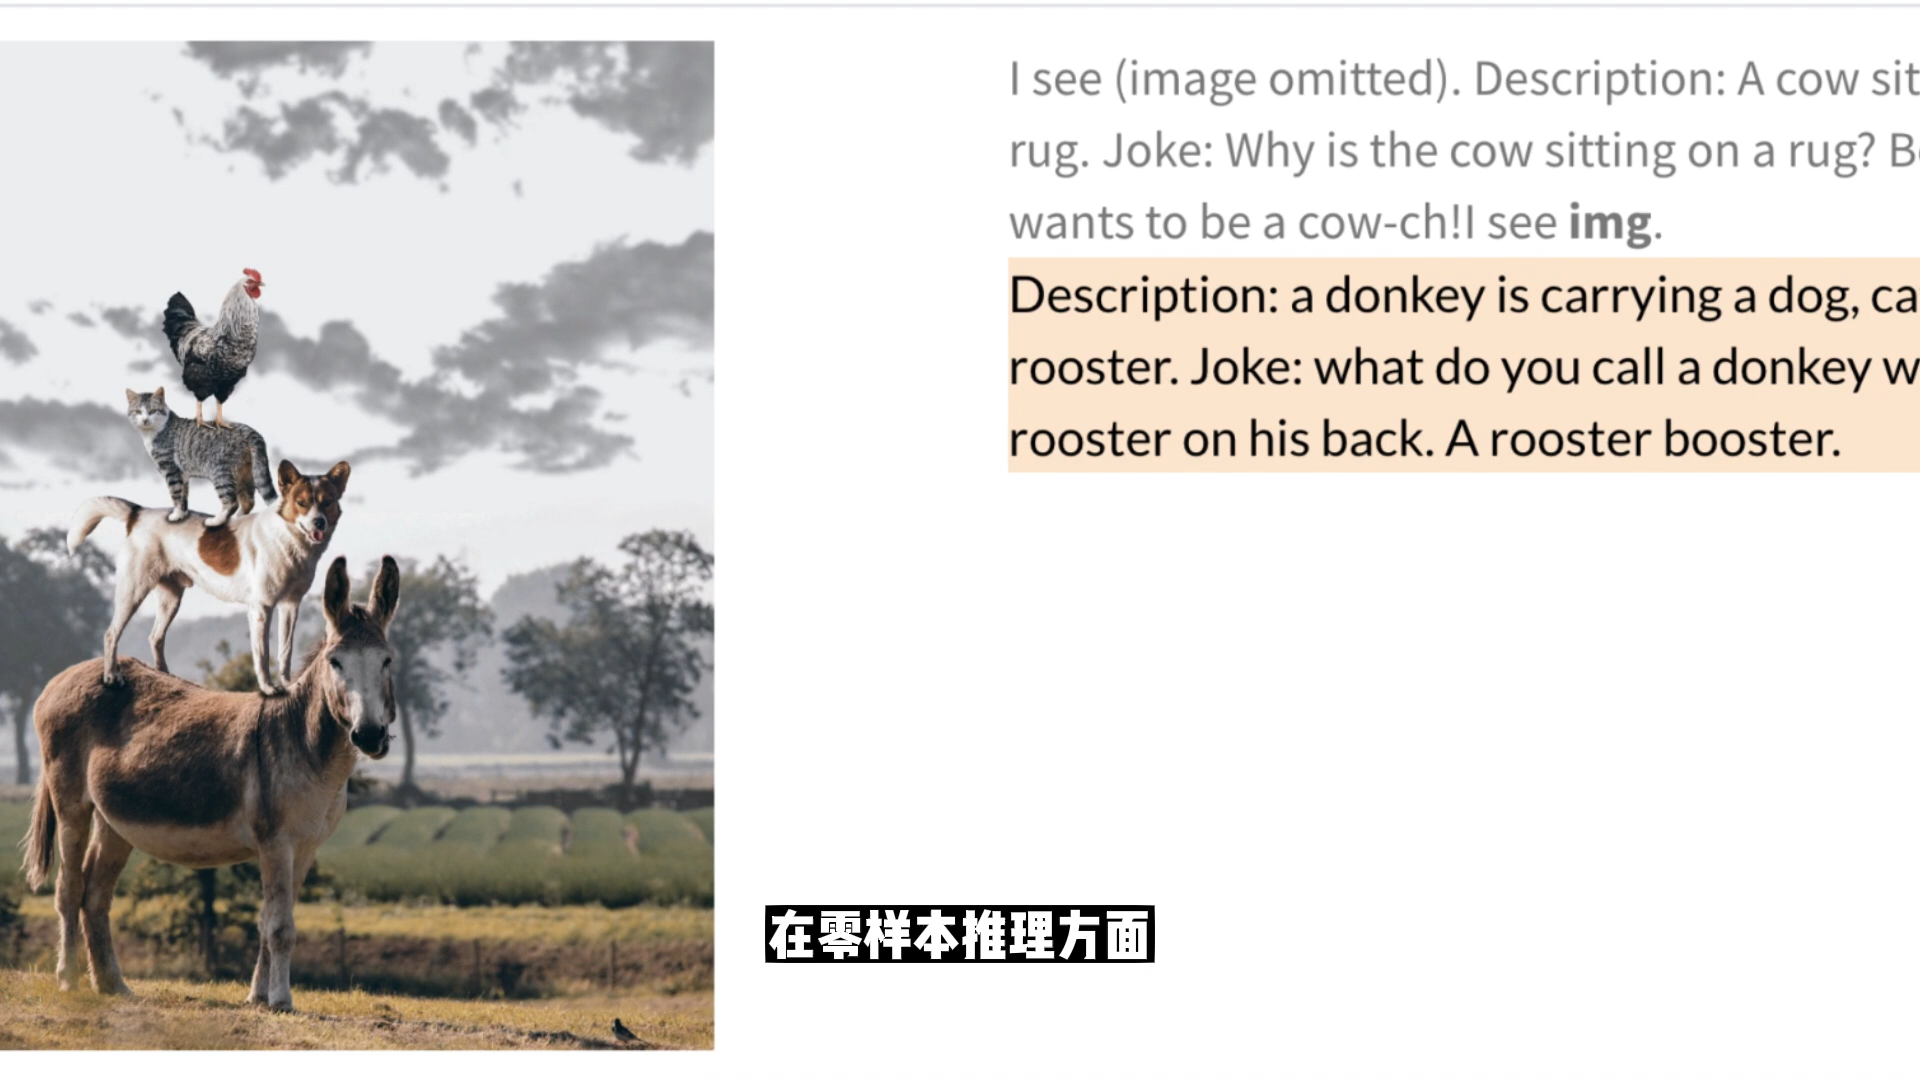 I see (image omitted). Description: A cow sit
rug. Joke: Why is the cow sitting on a rug? B
wants to be a cow-ch!I see img.
Description: a donkey is carrying a dog, ca
rooster. Joke: what do you call a donkey w
rooster on his back. A rooster booster.
在零样本推理方面